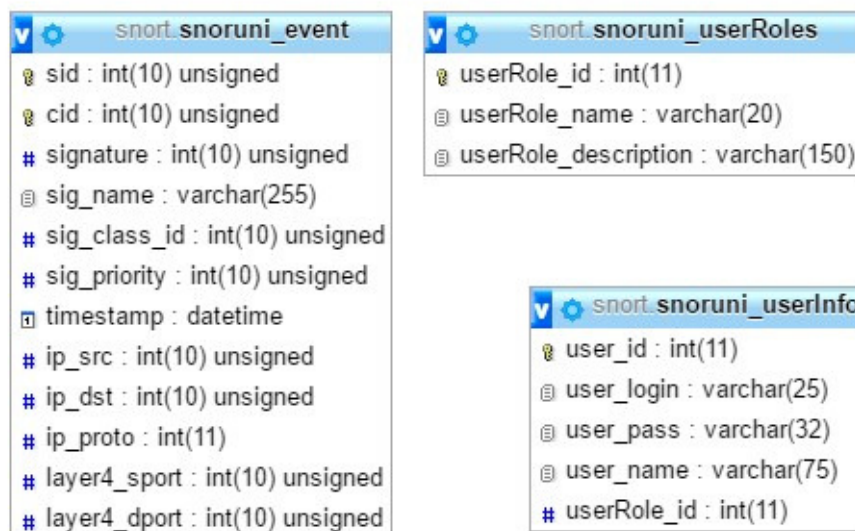 snort.snoruni_event
sid : int(10) unsigned
cid : int(10) unsigned
signature : int(10) unsigned
sig_name : varchar(255)
sig_class_id : int(10) unsigned
sig_priority : int(10) unsigned
timestamp : datetime
ip_src : int(10) unsigned
ip_dst : int(10) unsigned
ip_proto : int(11)
layer4_sport : int(10) unsigned
layer4_dport : int(10) unsigned
snort.snoruni_userRoles
userRole_id : int(11)
userRole_name : varchar(20)
userRole_description : varchar(150)
snort.snoruni_userInfo
user_id : int(11)
user_login : varchar(25)
user_pass : varchar(32)
user_name : varchar(75)
userRole_id : int(11)